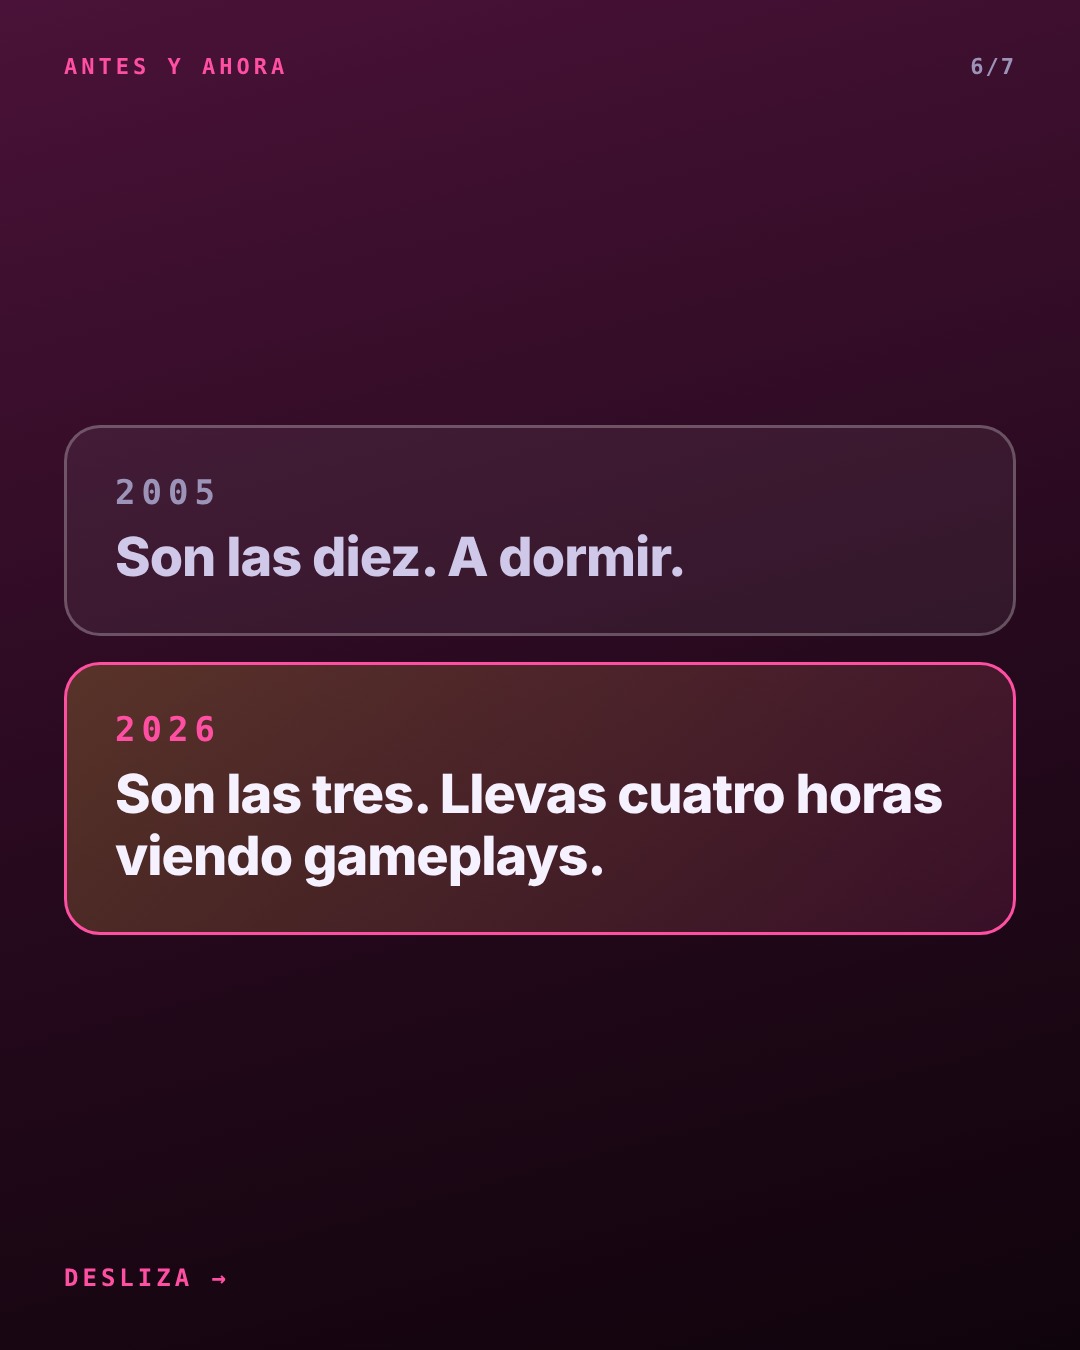 ANTES Y AHORA
6/7
2005
Son las diez. A dormir.
2026
Son las tres. Llevas cuatro horas
viendo gameplays.
DESLIZA →